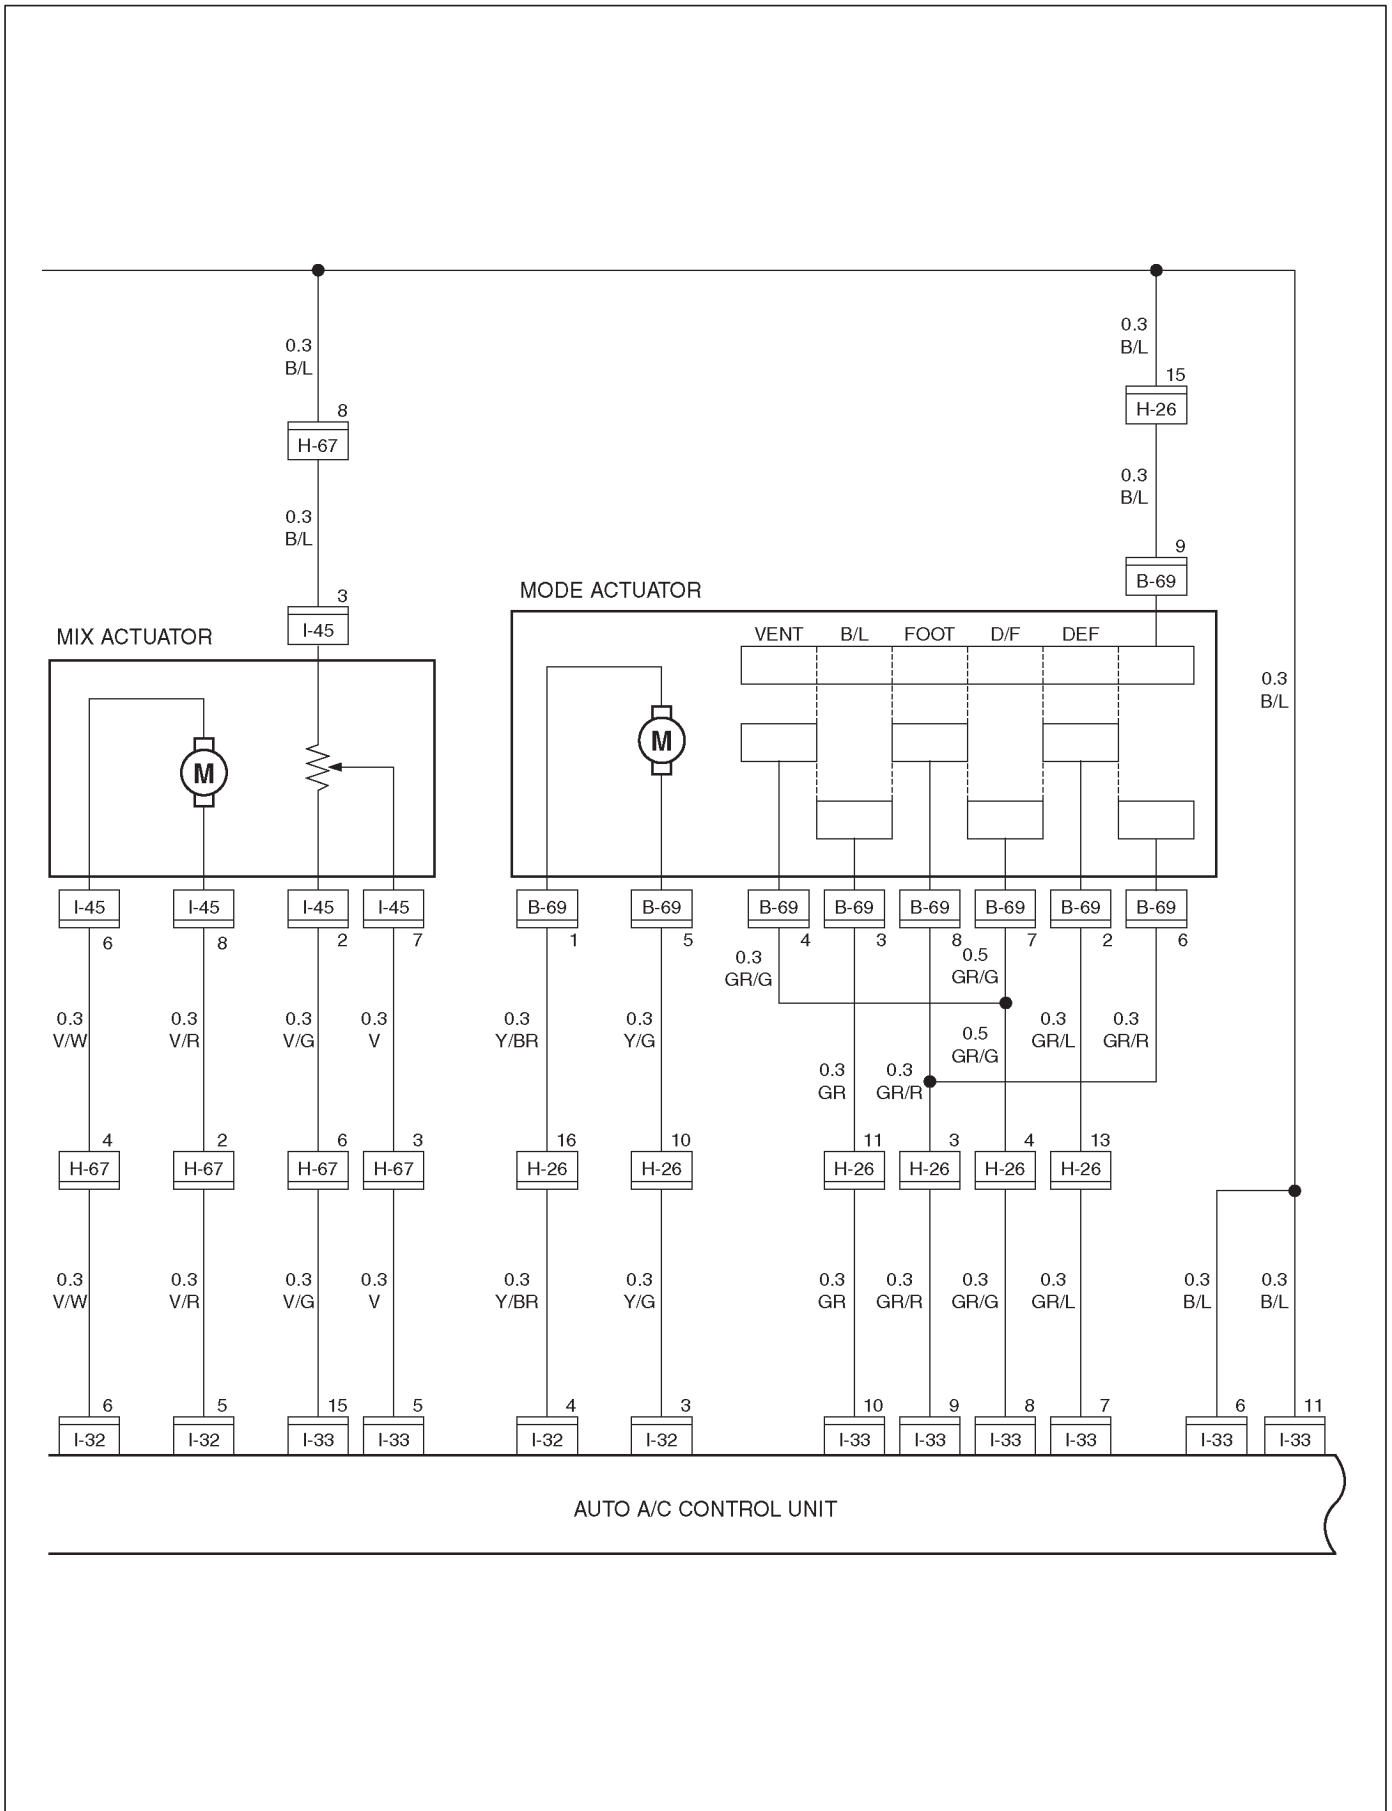 0.3
B/L
0.3
B/L
8
15
H-67
H-26
0.3
B/L
0.3
B/L
3
9
I-45
B-69
MIX ACTUATOR
MODE ACTUATOR
VENT B/L FOOT D/F DEF
0.3
B/L
M
M
I-45 I-45 I-45 I-45 B-69 B-69 B-69 B-69 B-69 B-69 B-69 B-69
6 8 2 7 1 5 4 3 8 7 2 6
0.3
GR/G
0.5
GR/G
0.3 0.3 0.3 0.3 0.3 0.3 0.5 0.3 0.3
V/W V/R V/G V Y/BR Y/G GR/G GR/L GR/R
0.3 0.3
GR GR/R
4 2 6 3 16 10 11 3 4 13
H-67 H-67 H-67 H-67 H-26 H-26 H-26 H-26 H-26 H-26
0.3 0.3 0.3 0.3 0.3 0.3 0.3 0.3 0.3 0.3 0.3 0.3
V/W V/R V/G V Y/BR Y/G GR GR/R GR/G GR/L B/L B/L
6 5 15 5 4 3 10 9 8 7 6 11
I-32 I-32 I-33 I-33 I-32 I-32 I-33 I-33 I-33 I-33 I-33 I-33
AUTO A/C CONTROL UNIT